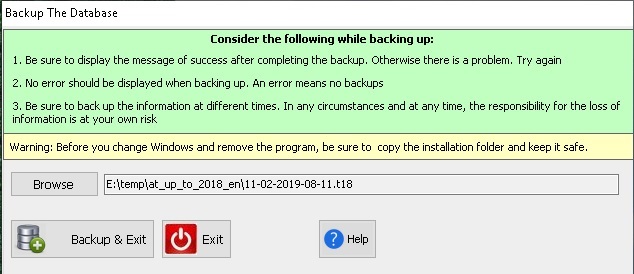 Backup The Database
Consider the following while backing up:
1. Be sure to display the message of success after completing the backup. Otherwise there is a problem. Try again
2. No error should be displayed when backing up. An error means no backups
3. Be sure to back up the information at different times. In any circumstances and at any time, the responsibility for the loss of
information is at your own risk
Warning: Before you change Windows and remove the program, be sure to  copy the installation folder and keep it safe.
Browse E:\temp\at_up_to_2018_en\11-02-2019-08-11.t18
Backup & Exit Exit ? Help